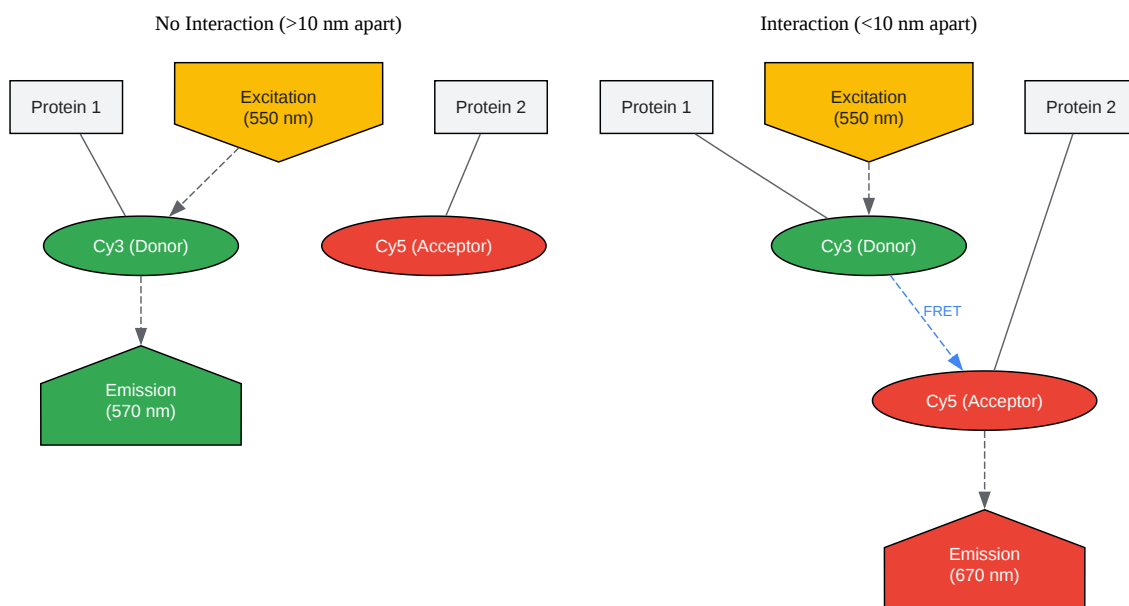 No Interaction (>10 nm apart)
Protein 1
Excitation
(550 nm)
Protein 2
Cy3 (Donor)
Cy5 (Acceptor)
Emission
(570 nm)
Interaction (<10 nm apart)
Protein 1
Excitation
(550 nm)
Protein 2
Cy3 (Donor)
FRET
Cy5 (Acceptor)
Emission
(670 nm)